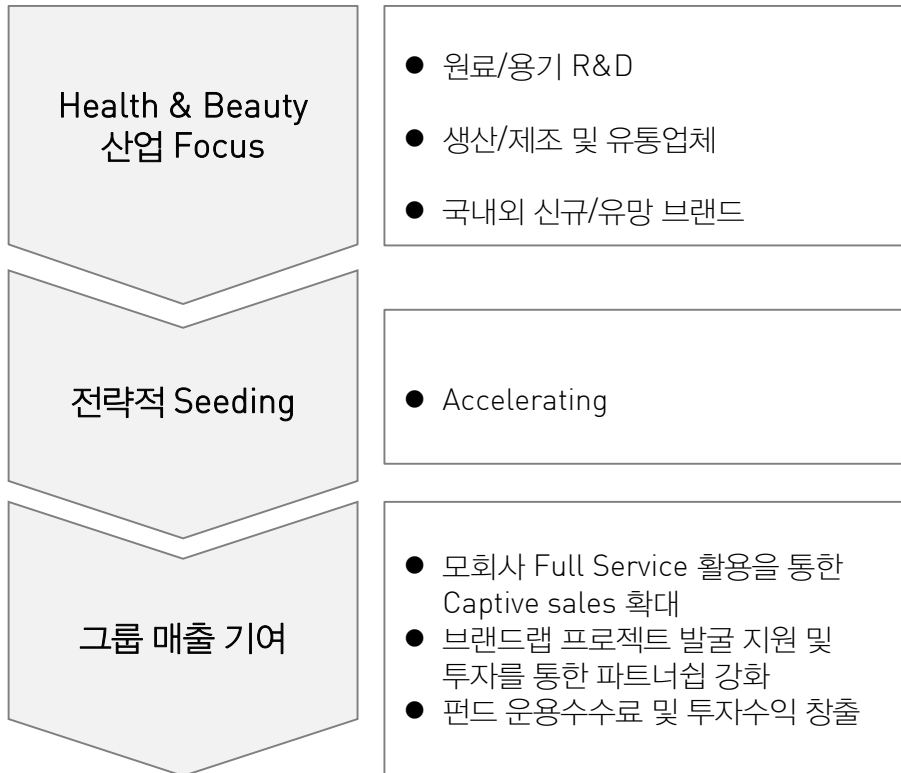 Health & Beauty
산업 Focus
● 원료/용기 R&D
● 생산/제조 및 유통업체
● 국내외 신규/유망 브랜드
전략적 Seeding
● Accelerating
그룹 매출 기여
● 모회사 Full Service 활용을 통한
Captive sales 확대
● 브랜드랩 프로젝트 발굴 지원 및
투자를 통한 파트너쉽 강화
● 펀드 운용수수료 및 투자수익 창출